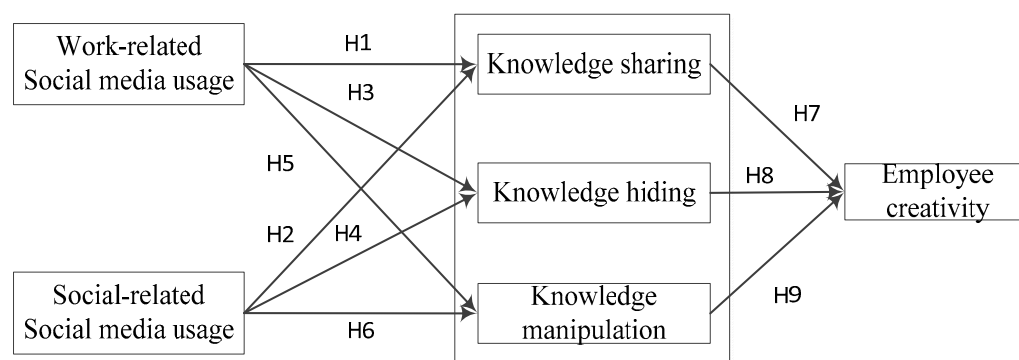 Work-related
Social media usage
H1
Knowledge sharing
H3
H7
H5
Knowledge hiding
H8
Employee
creativity
H2
H4
Social-related
Social media usage
H6
Knowledge
manipulation
H9